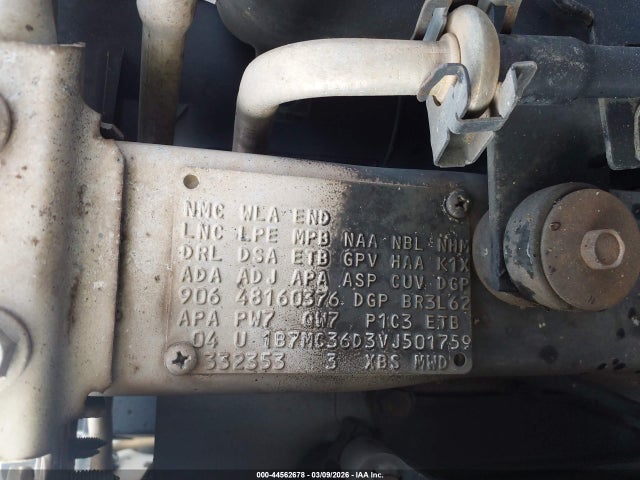 NMC WLA END
LNC LPE MPB NAA NBL NHM
DRL DSA ETB GPV HAA K1X
ADA ADJ APA ASP CUV DGP
906 48160376 DGP BR3L62
APA PW7 QW7 P1C3 ETB
04 U 1B7MC36D3VJ501759
332353 3 XBS MWD
000-44562678 - 03/09/2026 - IAA Inc.